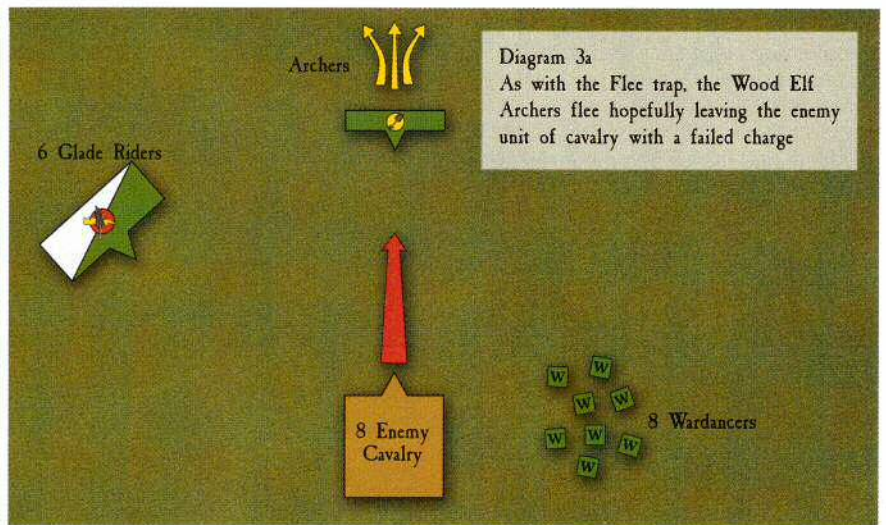 Archers
Diagram 3a
As with the Flee trap, the Wood Elf
Archers flee hopefully leaving the enemy
unit of cavalry with a failed charge
6 Glade Riders
8 Enemy
Cavalry
W
W
W
W
W
W
W
W
8 Wardancers